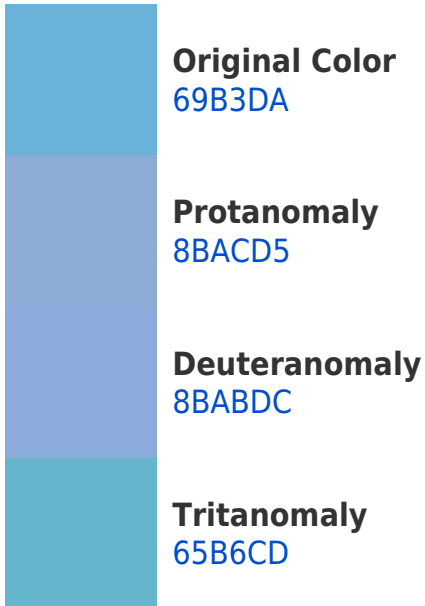 Original Color
69B3DA
Protanomaly
8BACD5
Deuteranomaly
8BABDC
Tritanomaly
65B6CD